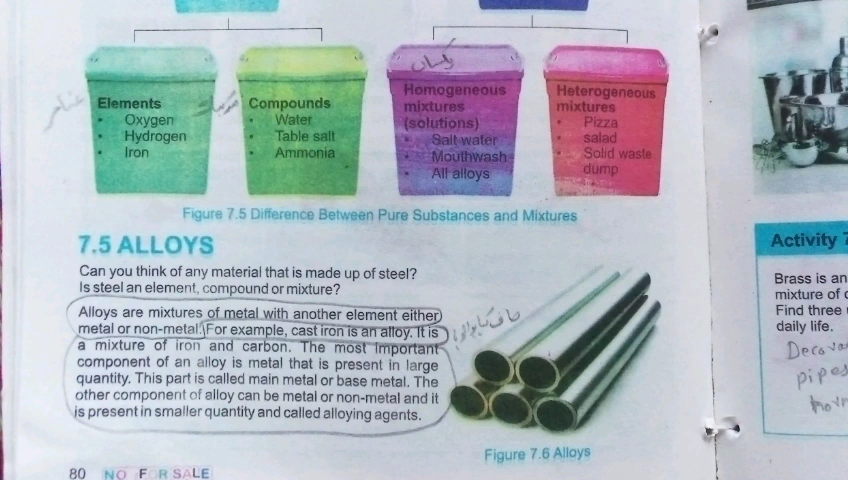 یکساں
عناصر
مرکبات
Elements
• Oxygen
• Hydrogen
• Iron
Compounds
• Water
• Table salt
• Ammonia
Homogeneous
mixtures
(solutions)
• Salt water
• Mouthwash
• All alloys
Heterogeneous
mixtures
• Pizza
• salad
• Solid waste
dump
Figure 7.5 Difference Between Pure Substances and Mixtures
7.5 ALLOYS
Can you think of any material that is made up of steel?
Is steel an element, compound or mixture?
Alloys are mixtures of metal with another element either
metal or non-metal. For example, cast iron is an alloy. It is
a mixture of iron and carbon. The most important
component of an alloy is metal that is present in large
quantity. This part is called main metal or base metal. The
other component of alloy can be metal or non-metal and it
is present in smaller quantity and called alloying agents.
Figure 7.6 Alloys
80 NO FOR SALE
Activity
Brass is an
mixture of
Find three
daily life.
pipes